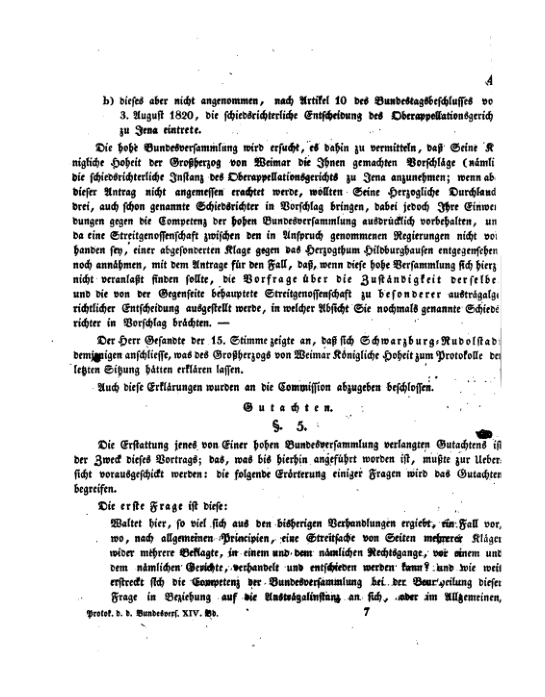 A
b) dieses aber nicht angenommen, nach Artikel 10 des Bundestagsbeschlusses vo
3. August 1820, die schiedsrichterliche Entscheidung des Oberappellationsgerich
zu Jena eintrete.
Die hohe Bundesversammlung wird ersucht, es dahin zu vermitteln, daß Seine K
nigliche Hoheit der Großherzog von Weimar die Ihnen gemachten Vorschläge (nämli
die schiedsrichterliche Instanz des Oberappellationsgerichts zu Jena anzunehmen; wenn ab
dieser Antrag nicht angemessen erachtet werde, wollten Seine Herzogliche Durchlauch
drei, auch schon genannte Schiedsrichter in Vorschlag bringen, dabei jedoch Ihre Einwen
dungen gegen die Competenz der hohen Bundesversammlung ausdrücklich vorbehalten, un
da eine Streitgenossenschaft zwischen den in Anspruch genommenen Regierungen nicht vor
handen sey, einer abgesonderten Klage gegen das Herzogthum Hildburghausen entgegensehen
noch annähmen, mit dem Antrage für den Fall, daß, wenn diese hohe Versammlung sich hierz
nicht veranlaßt finden sollte, die Vorfrage über die Zuständigkeit derselbe
und die von der Gegenseite behauptete Streitgenossenschaft zu besonderer austrägalg
richtlicher Entscheidung ausgestellt werde, in welcher Absicht Sie nochmals genannte Schieds
richter in Vorschlag brächten. —
Der Herr Gesandte der 15. Stimme zeigte an, daß sich Schwarzburg-Rudolstad
demjenigen anschliesse, was des Großherzogs von Weimar Königliche Hoheit zum Protokolle der
letzten Sitzung hätten erklären lassen.
Auch diese Erklärungen wurden an die Commission abzugeben beschlossen.
Gutachten.
§. 5.
Die Erstattung jenes von Einer hohen Bundesversammlung verlangten Gutachtens ist
der Zweck dieses Vortrags; das, was bis hierhin angeführt worden ist, mußte zur Ueber
sicht vorausgeschickt werden: die folgende Erörterung einiger Fragen wird das Gutachten
begreifen.
Die erste Frage ist diese:
Waltet hier, so viel sich aus den bisherigen Verhandlungen ergiebt, ein Fall vor,
wo, nach allgemeinen Principien, eine Streitsache von Seiten mehrerer Kläger
wider mehrere Beklagte, in einem und dem nämlichen Rechtsgange, vor einem und
dem nämlichen Gerichte, verhandelt und entschieden werden kann? und wie weit
erstreckt sich die Competenz der Bundesversammlung bei der Beurtheilung dieser
Frage in Beziehung auf die Austrägalinstanz an sich, oder im Allgemeinen,
Protok. d. d. Bundesvers. XIV. Bd. 7